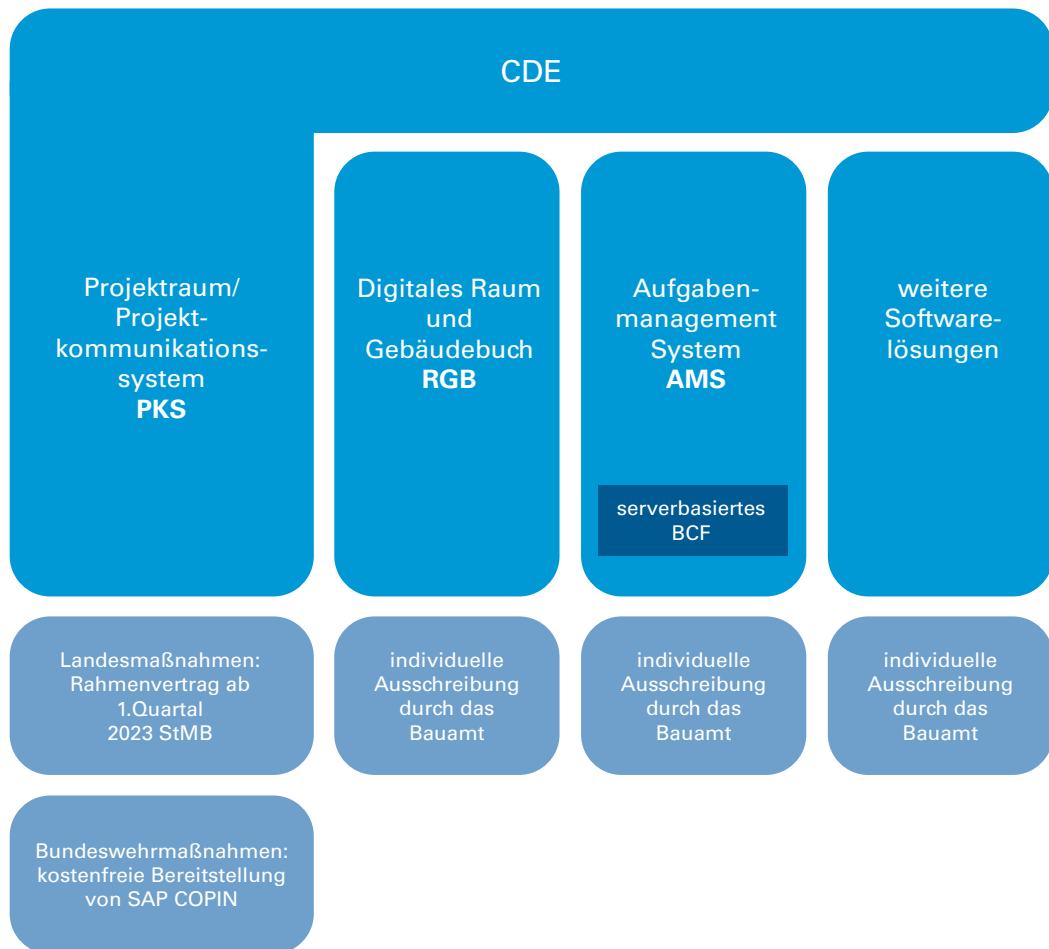 CDE
Projektraum/
Projekt-
kommunikations-
system
PKS
Digitales Raum
und
Gebäudebuch
RGB
Aufgaben-
management
System
AMS
serverbasiertes
BCF
weitere
Software-
lösungen
Landesmaßnahmen:
Rahmenvertrag ab
1.Quartal
2023 StMB
individuelle
Ausschreibung
durch das
Bauamt
individuelle
Ausschreibung
durch das
Bauamt
individuelle
Ausschreibung
durch das
Bauamt
Bundeswehrmaßnahmen:
kostenfreie Bereitstellung
von SAP COPIN